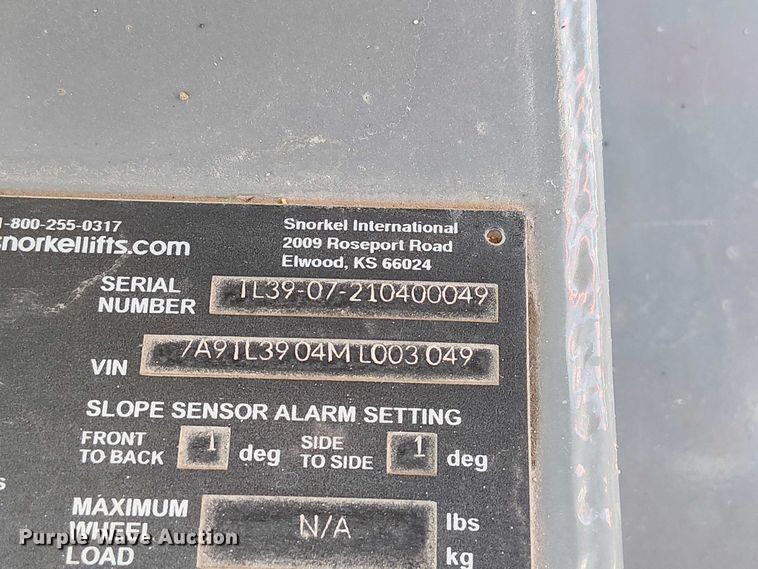 1-800-255-0317
snorkellifts.com
Snorkel International
2009 Roseport Road
Elwood, KS 66024
SERIAL NUMBER TL39-07-210400049
VIN 7A91L3904ML003049
SLOPE SENSOR ALARM SETTING
FRONT TO BACK 1 deg SIDE TO SIDE 1 deg
MAXIMUM WHEEL LOAD N/A lbs kg
Purple Wave Auction